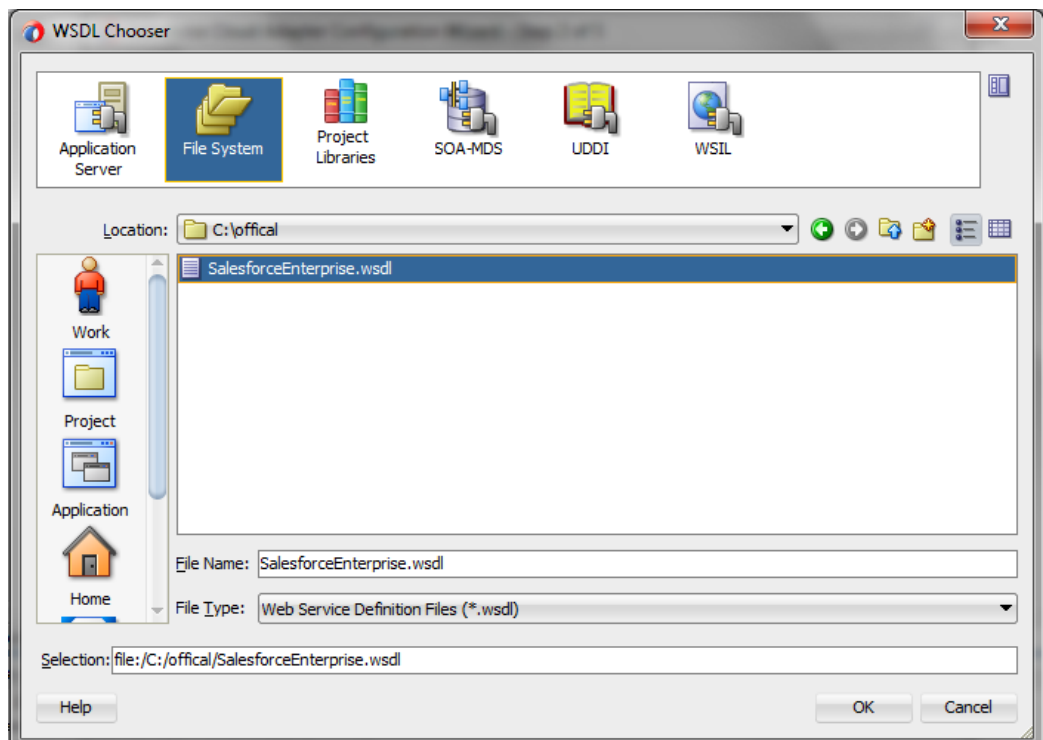 WSDL Chooser
Application
Server
File System
Project
Libraries
SOA-MDS
UDDI
WSIL
Location:
C:\offical
Work
Project
Application
Home
SalesforceEnterprise.wsdl
File Name:
SalesforceEnterprise.wsdl
File Type:
Web Service Definition Files (*.wsdl)
Selection:
file:/C:/offical/SalesforceEnterprise.wsdl
Help
OK
Cancel